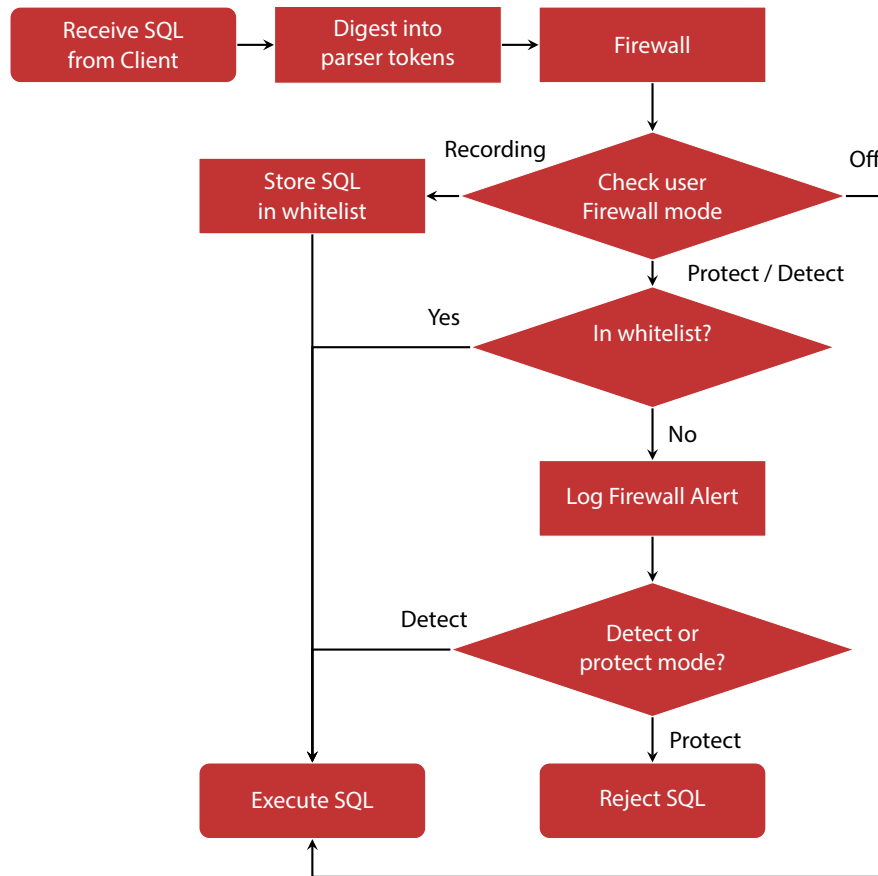 Receive SQL
from Client
Digest into
parser tokens
Firewall
Recording
Off
Store SQL
in whitelist
Check user
Firewall mode
Protect / Detect
Yes
In whitelist?
No
Log Firewall Alert
Detect
Detect or
protect mode?
Protect
Execute SQL
Reject SQL